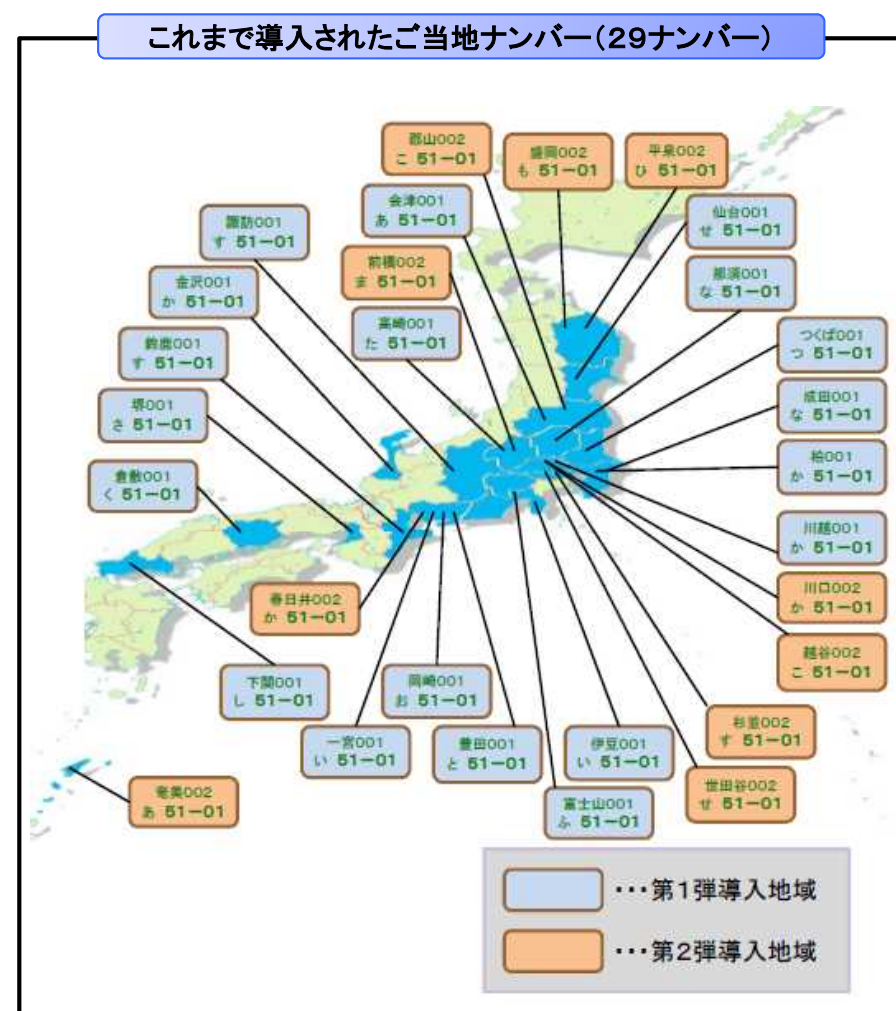 これまで導入されたご当地ナンバー(29ナンバー)
郡山002
こ 51-01
盛岡002
も 51-01
平泉002
ひ 51-01
会津001
あ 51-01
仙台001
せ 51-01
諏訪001
す 51-01
前橋002
ま 51-01
那須001
な 51-01
金沢001
か 51-01
高崎001
た 51-01
つくば001
つ 51-01
鈴鹿001
す 51-01
成田001
な 51-01
堺001
さ 51-01
柏001
か 51-01
倉敷001
く 51-01
川越001
か 51-01
春日井002
か 51-01
川口002
か 51-01
越谷002
こ 51-01
下関001
し 51-01
岡崎001
お 51-01
杉並002
す 51-01
一宮001
い 51-01
豊田001
と 51-01
伊豆001
い 51-01
世田谷002
せ 51-01
奄美002
あ 51-01
富士山001
ふ 51-01
・・・第1弾導入地域
・・・第2弾導入地域